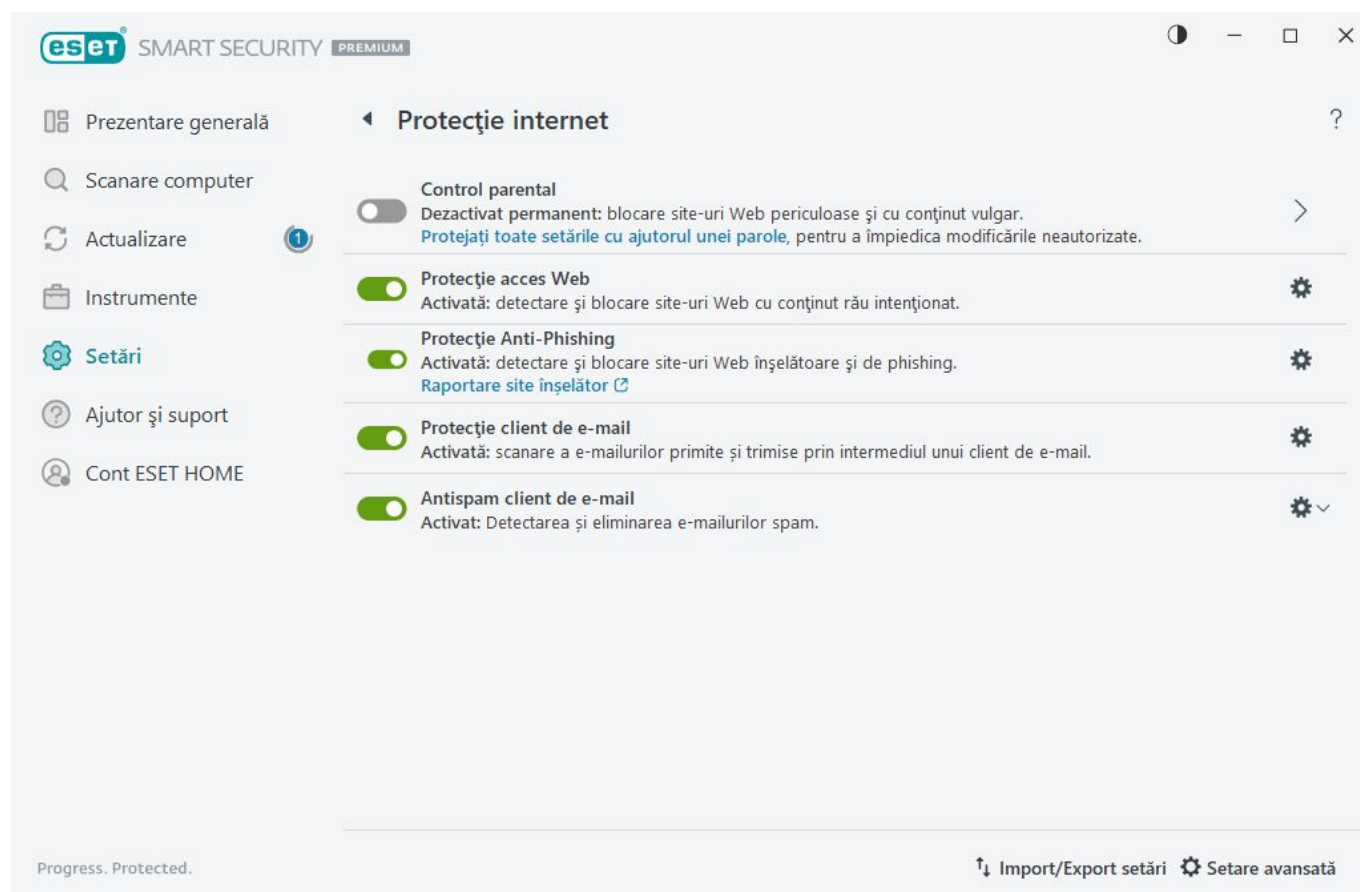 eset® SMART SECURITY PREMIUM
Prezentare generală
Scanare computer
Actualizare 1
Instrumente
Setări
Ajutor şi suport
Cont ESET HOME
Protecţie internet ?
Control parental
Dezactivat permanent: blocare site-uri Web periculoase şi cu conţinut vulgar.
Protejați toate setările cu ajutorul unei parole, pentru a împiedica modificările neautorizate.
Protecţie acces Web
Activată: detectare şi blocare site-uri Web cu conţinut rău intenţionat.
Protecţie Anti-Phishing
Activată: detectare şi blocare site-uri Web înşelătoare şi de phishing.
Raportare site înșelător
Protecţie client de e-mail
Activată: scanare a e-mailurilor primite și trimise prin intermediul unui client de e-mail.
Antispam client de e-mail
Activat: Detectarea și eliminarea e-mailurilor spam.
Progress. Protected.
Import/Export setări Setare avansată